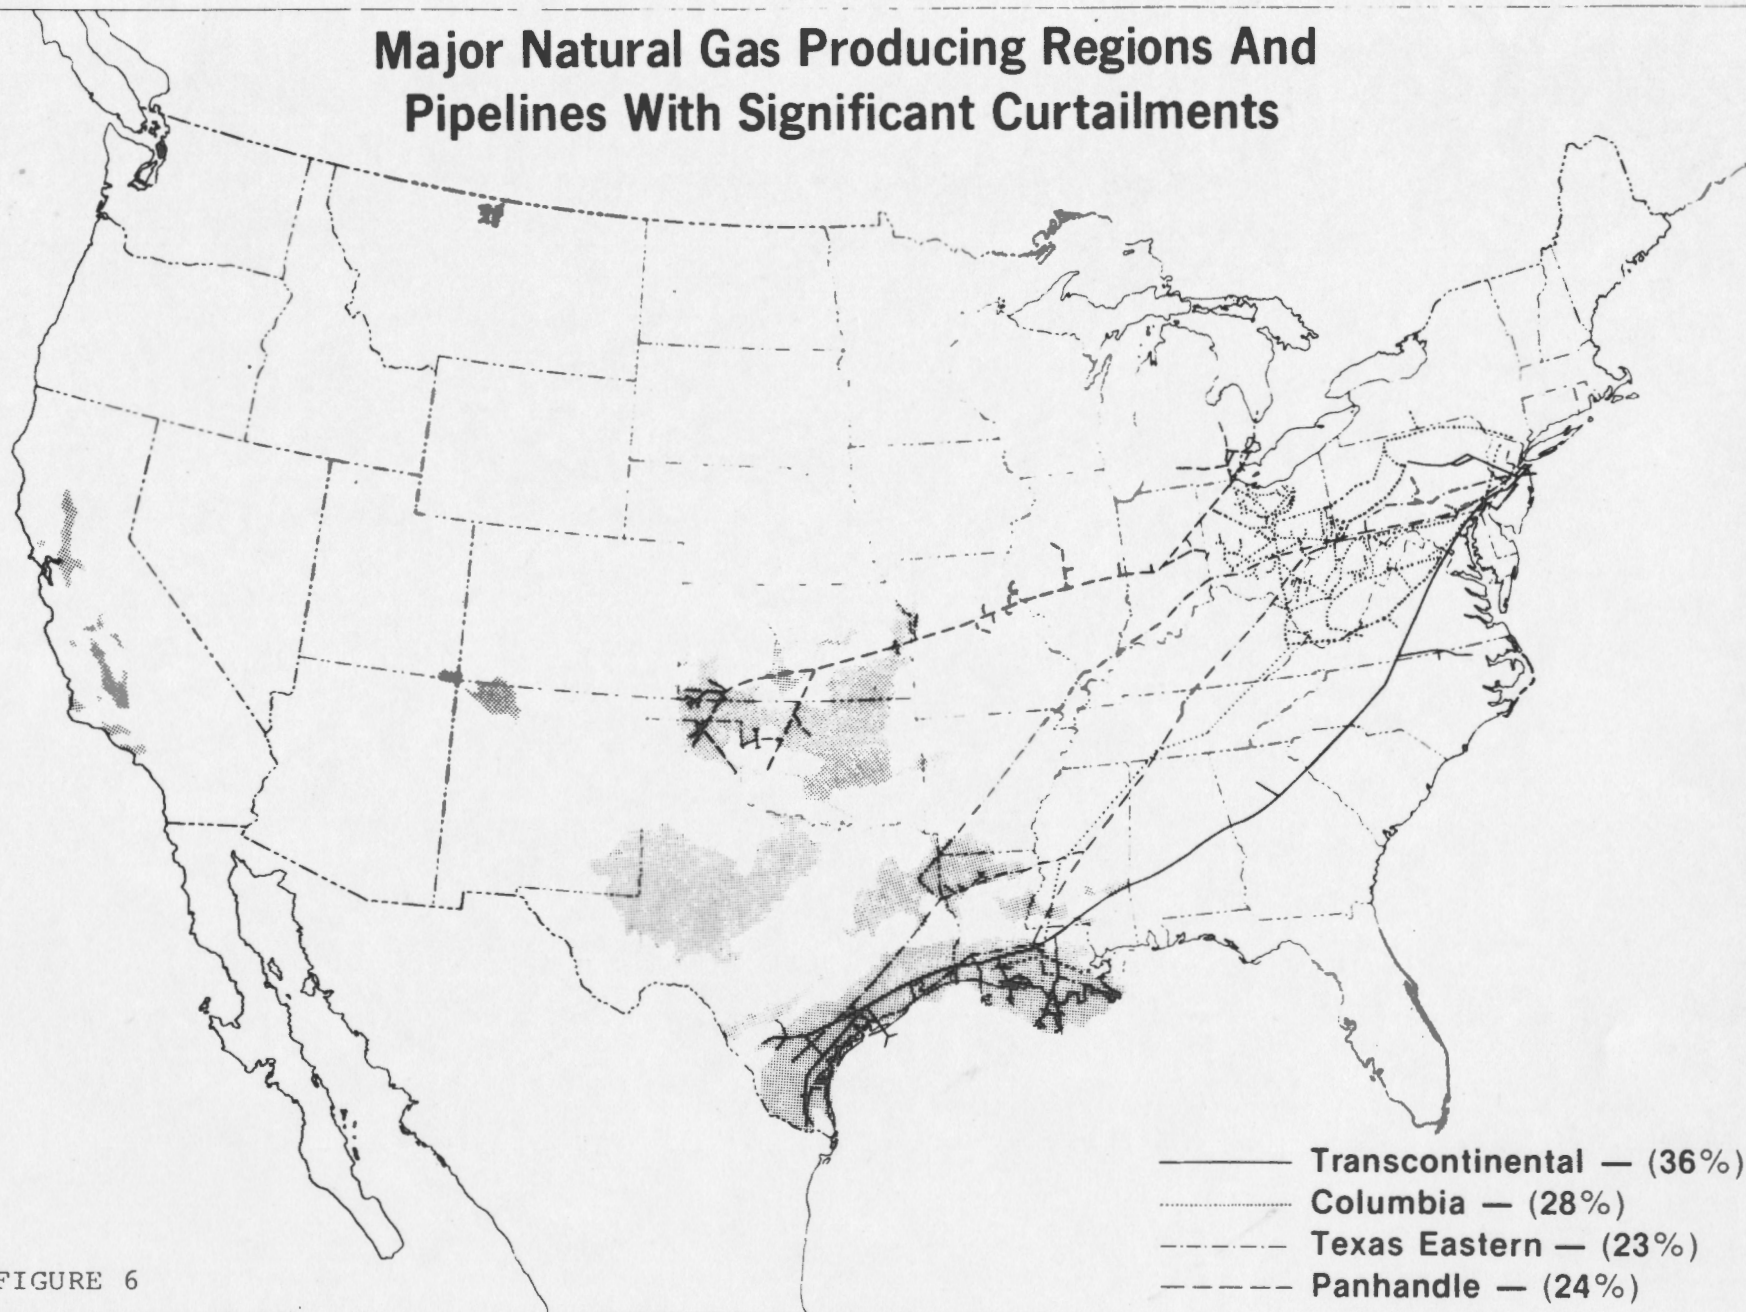 Major Natural Gas Producing Regions And
Pipelines With Significant Curtailments
Transcontinental — (36%)
Columbia — (28%)
Texas Eastern — (23%)
Panhandle — (24%)
FIGURE 6